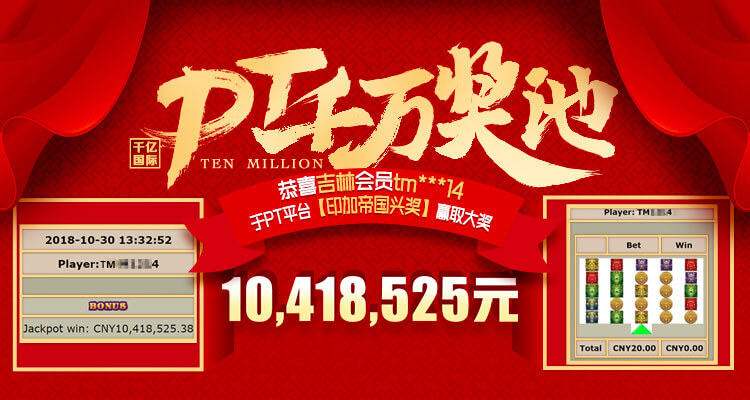 PT千万奖池
千亿
国际
TEN MILLION
恭喜吉林会员tm***14
于PT平台【印加帝国兴奖】赢取大奖
10,418,525元
2018-10-30 13:32:52
Player:TM 4
BONUS
Jackpot win: CNY10,418,525.38
Player: TM 4
Bet Win
Total CNY20.00 CNY0.00